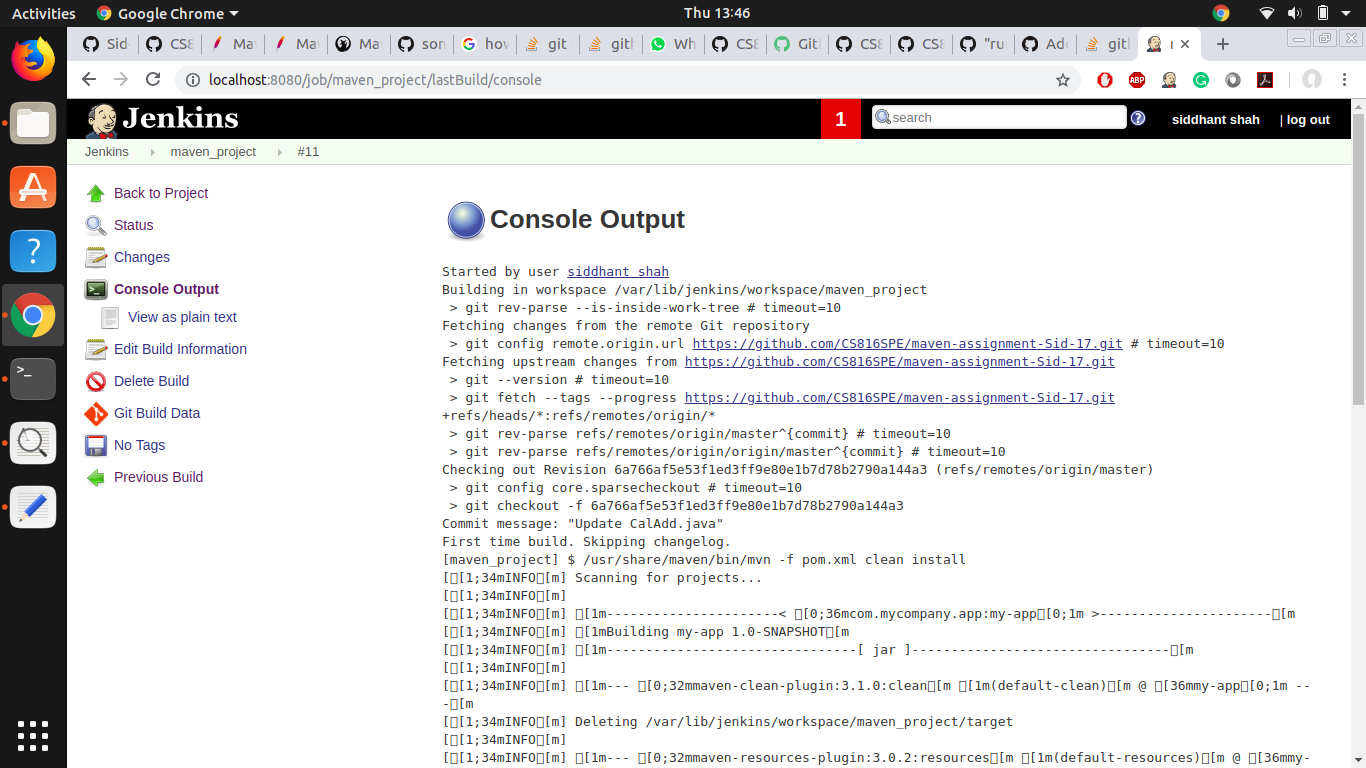 Activities
Google Chrome
Thu 13:46
Sid-
CS8
Ma
Ma
Ma
son
hov
git
gith
Wh
CS8
Git
CS8
CS8
"ru
Add
gitl
localhost:8080/job/maven_project/lastBuild/console
ABP
Jenkins
1
search
siddhant shah
| log out
Jenkins
maven_project
#11
Back to Project
Status
Changes
Console Output
View as plain text
Edit Build Information
Delete Build
Git Build Data
No Tags
Previous Build
Console Output
Started by user siddhant shah
Building in workspace /var/lib/jenkins/workspace/maven_project
> git rev-parse --is-inside-work-tree # timeout=10
Fetching changes from the remote Git repository
> git config remote.origin.url https://github.com/CS816SPE/maven-assignment-Sid-17.git # timeout=10
Fetching upstream changes from https://github.com/CS816SPE/maven-assignment-Sid-17.git
> git --version # timeout=10
> git fetch --tags --progress https://github.com/CS816SPE/maven-assignment-Sid-17.git
+refs/heads/*:refs/remotes/origin/*
> git rev-parse refs/remotes/origin/master^{commit} # timeout=10
> git rev-parse refs/remotes/origin/origin/master^{commit} # timeout=10
Checking out Revision 6a766af5e53f1ed3ff9e80e1b7d78b2790a144a3 (refs/remotes/origin/master)
> git config core.sparsecheckout # timeout=10
> git checkout -f 6a766af5e53f1ed3ff9e80e1b7d78b2790a144a3
Commit message: "Update CalAdd.java"
First time build. Skipping changelog.
[maven_project] $ /usr/share/maven/bin/mvn -f pom.xml clean install
[□[1;34mINFO□[m] Scanning for projects...
[□[1;34mINFO□[m]
[□[1;34mINFO□[m] □[1m----------------------< □[0;36mcom.mycompany.app:my-app□[0;1m >----------------------□[m
[□[1;34mINFO□[m] □[1mBuilding my-app 1.0-SNAPSHOT□[m
[□[1;34mINFO□[m] □[1m--------------------------------[ jar ]---------------------------------□[m
[□[1;34mINFO□[m]
[□[1;34mINFO□[m] □[1m--- □[0;32mmaven-clean-plugin:3.1.0:clean□[m □[1m(default-clean)□[m @ □[36mmy-app□[0;1m --
-□[m
[□[1;34mINFO□[m] Deleting /var/lib/jenkins/workspace/maven_project/target
[□[1;34mINFO□[m]
[□[1;34mINFO□[m] □[1m--- □[0;32mmaven-resources-plugin:3.0.2:resources□[m □[1m(default-resources)□[m @ □[36mmy-